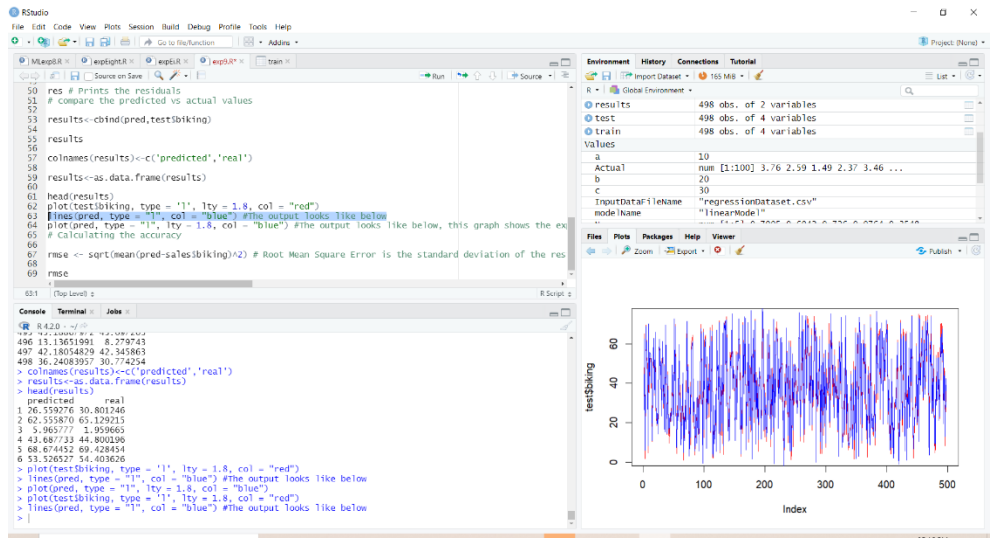 RStudio
File Edit Code View Plots Session Build Debug Profile Tools Help
Go to file/function Addins Project: (None)
MLexp8.R expEight.R expEi.R exp9.R* train
Source on Save Run Source
50 res # Prints the residuals
51 # compare the predicted vs actual values
52
53 results<-cbind(pred,test$biking)
54
55 results
56
57 colnames(results)<-c('predicted','real')
58
59 results<-as.data.frame(results)
60
61 head(results)
62 plot(test$biking, type = 'l', lty = 1.8, col = "red")
63 lines(pred, type = "l", col = "blue") #The output looks like below
64 plot(pred, type = "l", lty = 1.8, col = "blue") #The output looks like below, this graph shows the exp
65 # Calculating the accuracy
66
67 rmse <- sqrt(mean(pred-sales$biking)^2) # Root Mean Square Error is the standard deviation of the res
68
69 rmse
63:1 (Top Level) R Script
Console Terminal Jobs
R 4.2.0 · ~/
496 13.13651991 8.279743
497 42.18054829 42.345863
498 36.24083957 30.774254
> colnames(results)<-c('predicted','real')
> results<-as.data.frame(results)
> head(results)
predicted real
1 26.559276 30.801246
2 62.555870 65.129215
3 5.965777 1.959665
4 43.687733 44.800196
5 68.674452 69.428454
6 53.526527 54.403626
> plot(test$biking, type = 'l', lty = 1.8, col = "red")
> lines(pred, type = "l", col = "blue") #The output looks like below
> plot(pred, type = "l", lty = 1.8, col = "blue")
> plot(test$biking, type = 'l', lty = 1.8, col = "red")
> lines(pred, type = "l", col = "blue") #The output looks like below
>
Environment History Connections Tutorial
Import Dataset 165 MiB List
R Global Environment
results 498 obs. of 2 variables
test 498 obs. of 4 variables
train 498 obs. of 4 variables
Values
a 10
Actual num [1:100] 3.76 2.59 1.49 2.37 3.46 ...
b 20
c 30
InputDataFileName "regressionDataset.csv"
modelName "linearModel"
Files Plots Packages Help Viewer
Zoom Export Publish
test$biking
60
40
20
0
0 100 200 300 400 500
Index